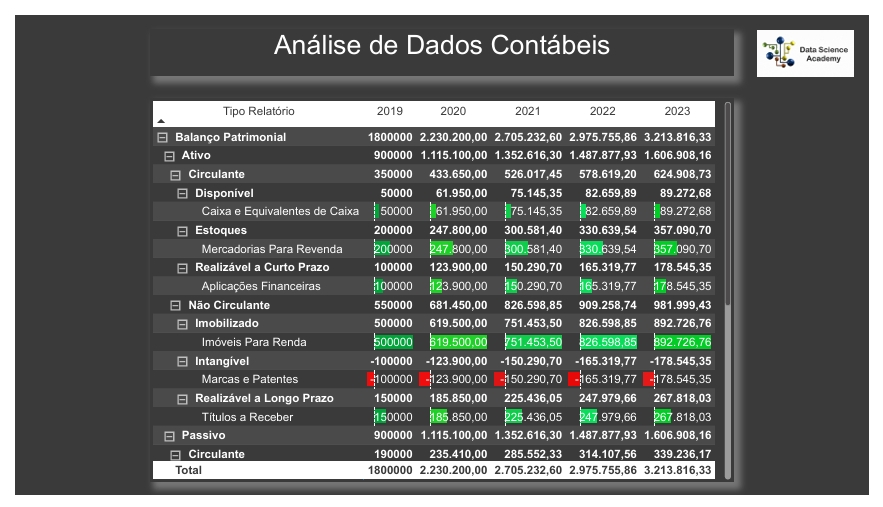 Análise de Dados Contábeis
Data Science
Academy
Tipo Relatório 2019 2020 2021 2022 2023
Balanço Patrimonial 1800000 2.230.200,00 2.705.232,60 2.975.755,86 3.213.816,33
Ativo 900000 1.115.100,00 1.352.616,30 1.487.877,93 1.606.908,16
Circulante 350000 433.650,00 526.017,45 578.619,20 624.908,73
Disponível 50000 61.950,00 75.145,35 82.659,89 89.272,68
Caixa e Equivalentes de Caixa 50000 61.950,00 75.145,35 82.659,89 89.272,68
Estoques 200000 247.800,00 300.581,40 330.639,54 357.090,70
Mercadorias Para Revenda 200000 247.800,00 300.581,40 330.639,54 357.090,70
Realizável a Curto Prazo 100000 123.900,00 150.290,70 165.319,77 178.545,35
Aplicações Financeiras 100000 123.900,00 150.290,70 165.319,77 178.545,35
Não Circulante 550000 681.450,00 826.598,85 909.258,74 981.999,43
Imobilizado 500000 619.500,00 751.453,50 826.598,85 892.726,76
Imóveis Para Renda 500000 619.500,00 751.453,50 826.598,85 892.726,76
Intangível -100000 -123.900,00 -150.290,70 -165.319,77 -178.545,35
Marcas e Patentes -100000 -123.900,00 -150.290,70 -165.319,77 -178.545,35
Realizável a Longo Prazo 150000 185.850,00 225.436,05 247.979,66 267.818,03
Títulos a Receber 150000 185.850,00 225.436,05 247.979,66 267.818,03
Passivo 900000 1.115.100,00 1.352.616,30 1.487.877,93 1.606.908,16
Circulante 190000 235.410,00 285.552,33 314.107,56 339.236,17
Total 1800000 2.230.200,00 2.705.232,60 2.975.755,86 3.213.816,33